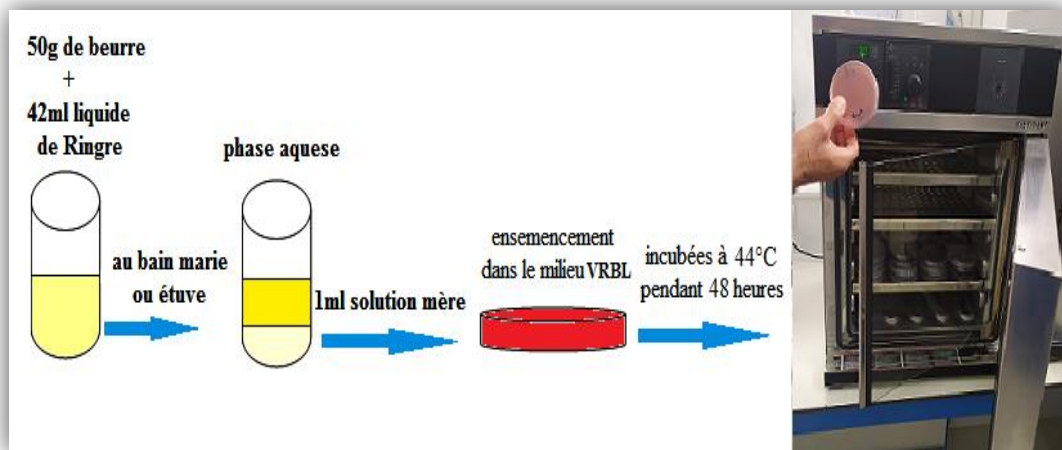 50g de beurre
+
42ml liquide
de Ringre
au bain marie
ou étuve
phase aquese
1ml solution mère
ensemencement
dans le milieu VRBL
incubées à 44°C
pendant 48 heures